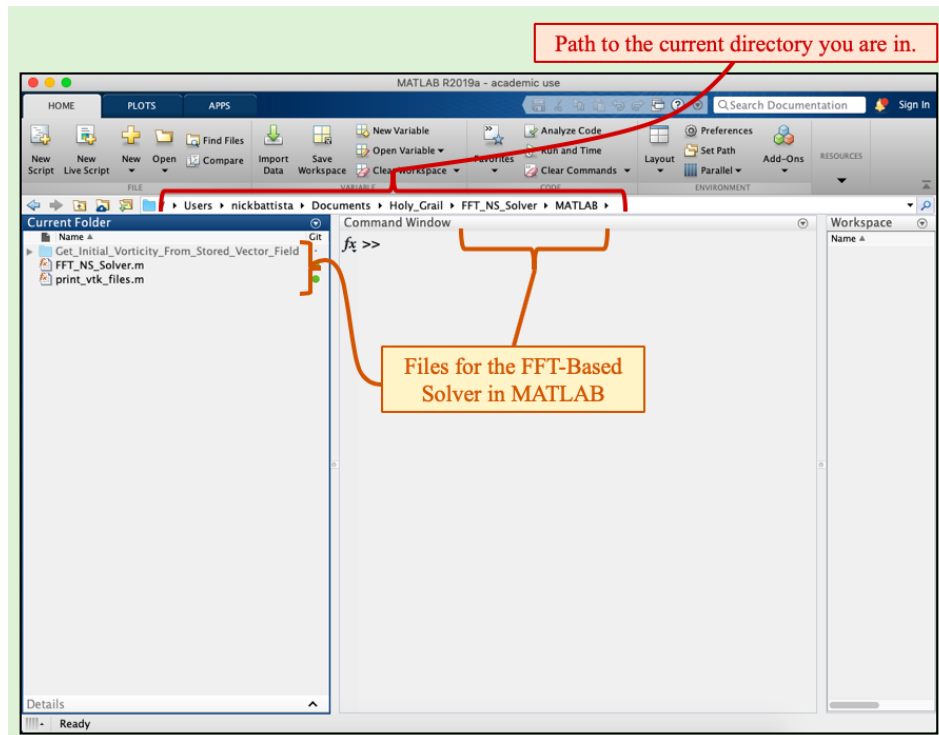 Path to the current directory you are in.
MATLAB R2019a - academic use
HOME PLOTS APPS
Search Documentation
Sign In
New Script
New Live Script
New
Open
Find Files
Compare
Import Data
Save Workspace
New Variable
Open Variable
Clear Workspace
Favorites
Analyze Code
Run and Time
Clear Commands
Layout
Preferences
Set Path
Parallel
Add-Ons
RESOURCES
FILE
VARIABLE
CODE
ENVIRONMENT
/ Users nickbattista Documents Holy_Grail FFT_NS_Solver MATLAB
Current Folder
Name
Git
Get_Initial_Vorticity_From_Stored_Vector_Field
FFT_NS_Solver.m
print_vtk_files.m
Command Window
fx >>
Workspace
Name
Files for the FFT-Based
Solver in MATLAB
Details
Ready